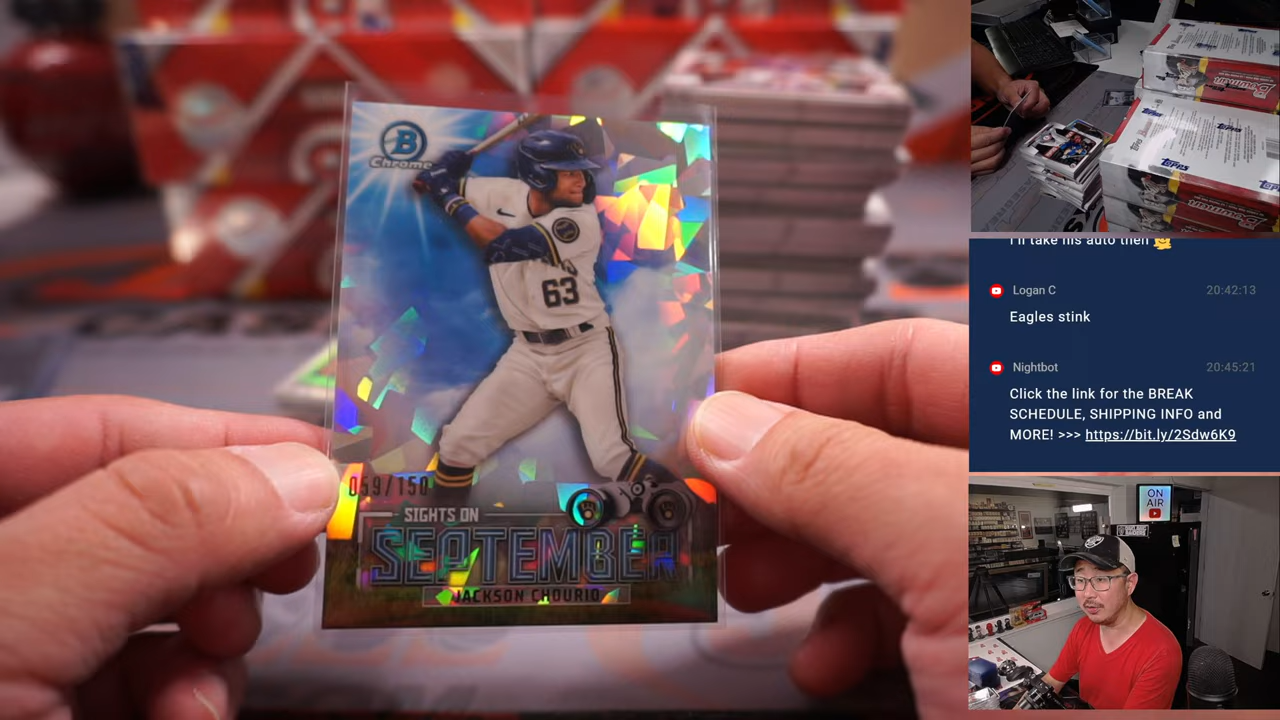 B
Chrome
63
059/150
SIGHTS ON
SEPTEMBER
JACKSON CHOURIO
Topps
Topps
Bowman
I'll take his auto then
Logan C
20:42:13
Eagles stink
Nightbot
20:45:21
Click the link for the BREAK
SCHEDULE, SHIPPING INFO and
MORE! >>> https://bit.ly/2Sdw6K9
ON
AIR